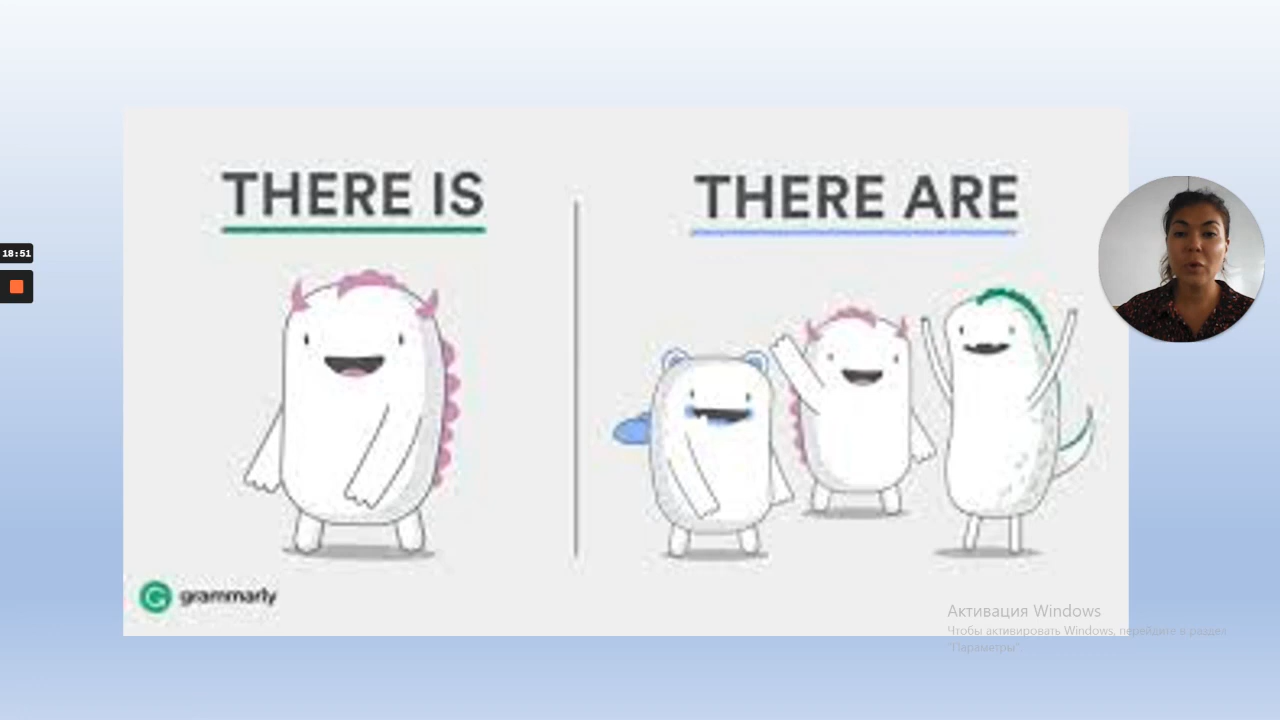 THERE IS
THERE ARE
18:51
grammarly
Активация Windows
Чтобы активировать Windows, перейдите в раздел
"Параметры"